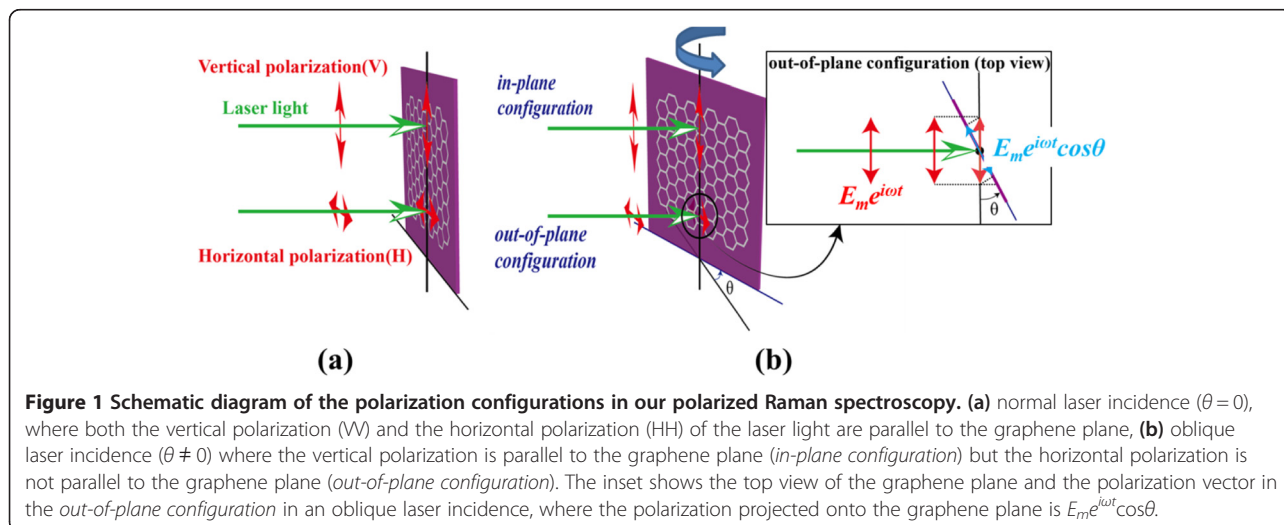 Vertical polarization(V)
Laser light
Horizontal polarization(H)
(a)
in-plane
configuration
out-of-plane
configuration
θ
(b)
out-of-plane configuration (top view)
Eₘeⁱωᵗ
Eₘeⁱωᵗcosθ
θ
Figure 1 Schematic diagram of the polarization configurations in our polarized Raman spectroscopy. (a) normal laser incidence (θ = 0),
where both the vertical polarization (VV) and the horizontal polarization (HH) of the laser light are parallel to the graphene plane, (b) oblique
laser incidence (θ ≠ 0) where the vertical polarization is parallel to the graphene plane (in-plane configuration) but the horizontal polarization is
not parallel to the graphene plane (out-of-plane configuration). The inset shows the top view of the graphene plane and the polarization vector in
the out-of-plane configuration in an oblique laser incidence, where the polarization projected onto the graphene plane is Eₘeⁱωᵗcosθ.